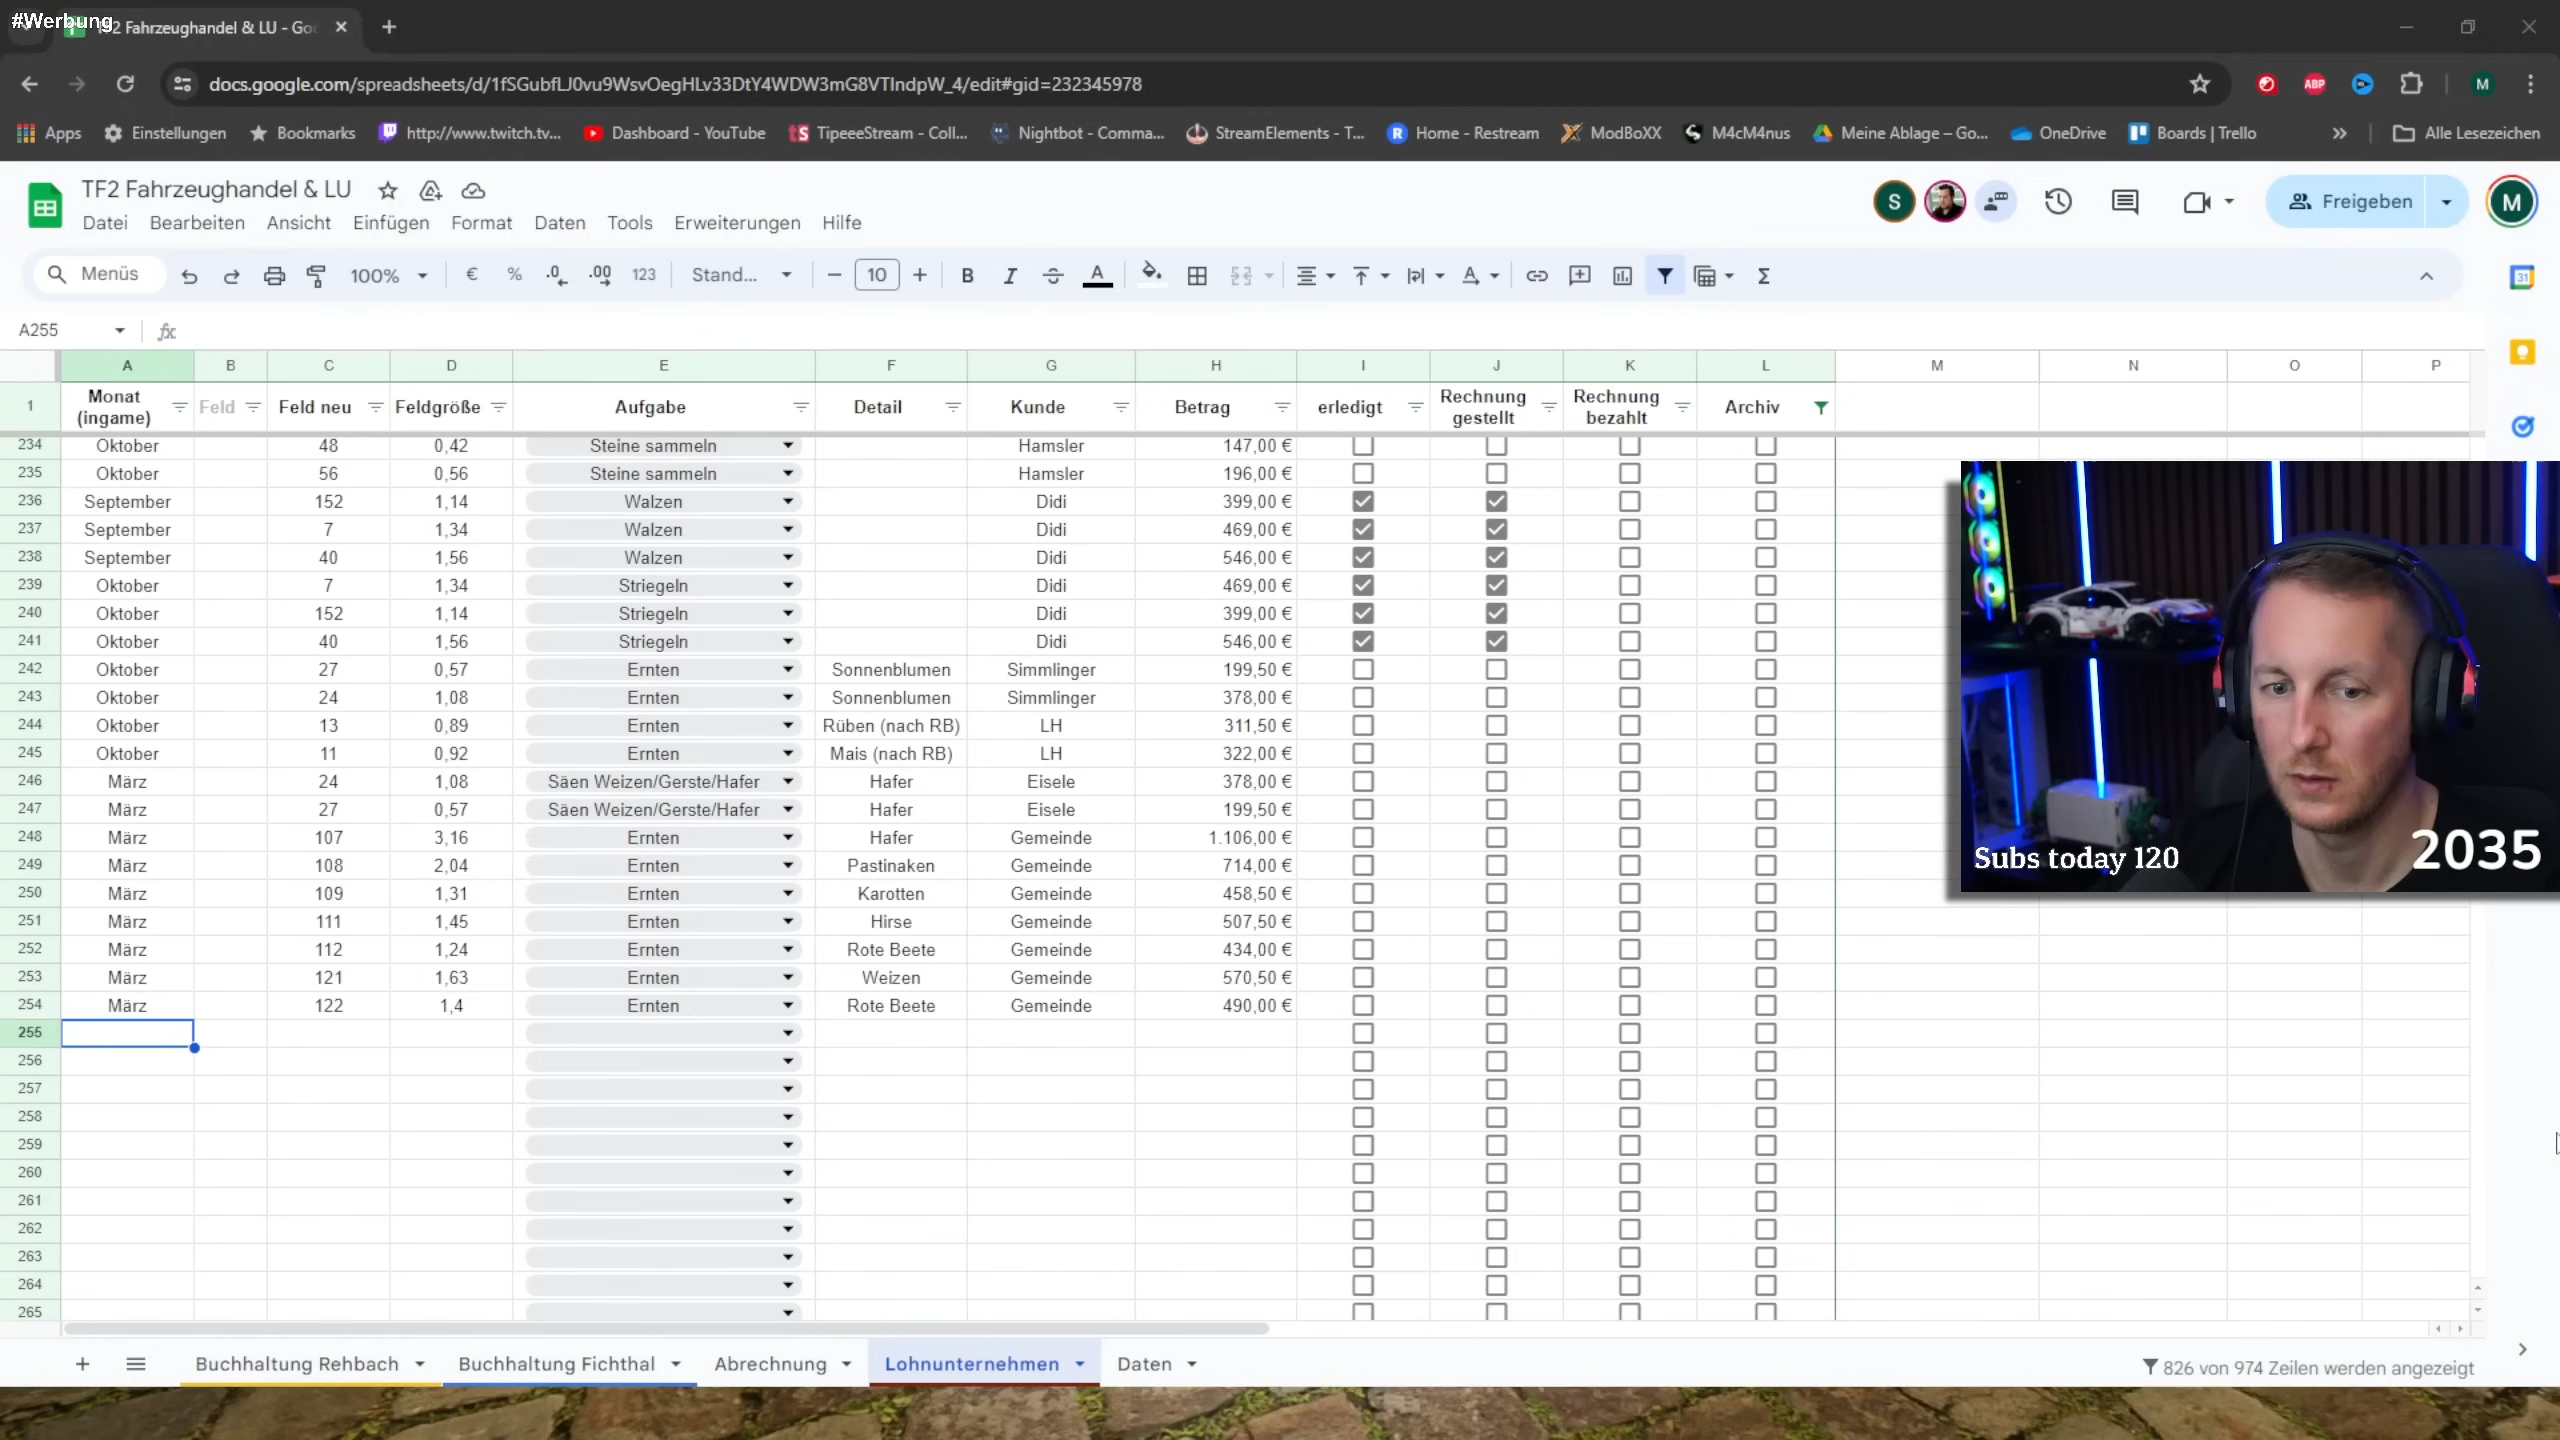 #Werbung
TF2 Fahrzeughandel & LU - Goo
docs.google.com/spreadsheets/d/1fSGubfLJ0vu9WsvOegHLv33DtY4WDW3mG8VTIndpW_4/edit#gid=232345978
ABP
M
Apps Einstellungen Bookmarks http://www.twitch.tv... Dashboard - YouTube TipeeeStream - Coll... Nightbot - Comma... StreamElements - T... Home - Restream ModBoXX M4cM4nus Meine Ablage – Go... OneDrive Boards | Trello » Alle Lesezeichen
TF2 Fahrzeughandel & LU
S
Freigeben
M
Datei Bearbeiten Ansicht Einfügen Format Daten Tools Erweiterungen Hilfe
Menüs 100% € % .0 .00 123 Stand... − 10 + B I A Σ
31
A255 fx
A B C D E F G H I J K L M N O P
1 Monat (ingame) Feld Feld neu Feldgröße Aufgabe Detail Kunde Betrag erledigt Rechnung gestellt Rechnung bezahlt Archiv
234 Oktober 48 0,42 Steine sammeln Hamsler 147,00 €
235 Oktober 56 0,56 Steine sammeln Hamsler 196,00 €
236 September 152 1,14 Walzen Didi 399,00 €
237 September 7 1,34 Walzen Didi 469,00 €
238 September 40 1,56 Walzen Didi 546,00 €
239 Oktober 7 1,34 Striegeln Didi 469,00 €
240 Oktober 152 1,14 Striegeln Didi 399,00 €
241 Oktober 40 1,56 Striegeln Didi 546,00 €
242 Oktober 27 0,57 Ernten Sonnenblumen Simmlinger 199,50 €
243 Oktober 24 1,08 Ernten Sonnenblumen Simmlinger 378,00 €
244 Oktober 13 0,89 Ernten Rüben (nach RB) LH 311,50 €
245 Oktober 11 0,92 Ernten Mais (nach RB) LH 322,00 €
246 März 24 1,08 Säen Weizen/Gerste/Hafer Hafer Eisele 378,00 €
247 März 27 0,57 Säen Weizen/Gerste/Hafer Hafer Eisele 199,50 €
248 März 107 3,16 Ernten Hafer Gemeinde 1.106,00 €
249 März 108 2,04 Ernten Pastinaken Gemeinde 714,00 €
250 März 109 1,31 Ernten Karotten Gemeinde 458,50 €
251 März 111 1,45 Ernten Hirse Gemeinde 507,50 €
252 März 112 1,24 Ernten Rote Beete Gemeinde 434,00 €
253 März 121 1,63 Ernten Weizen Gemeinde 570,50 €
254 März 122 1,4 Ernten Rote Beete Gemeinde 490,00 €
255
256
257
258
259
260
261
262
263
264
265
Subs today 120
2035
Buchhaltung Rehbach Buchhaltung Fichthal Abrechnung Lohnunternehmen Daten 826 von 974 Zeilen werden angezeigt